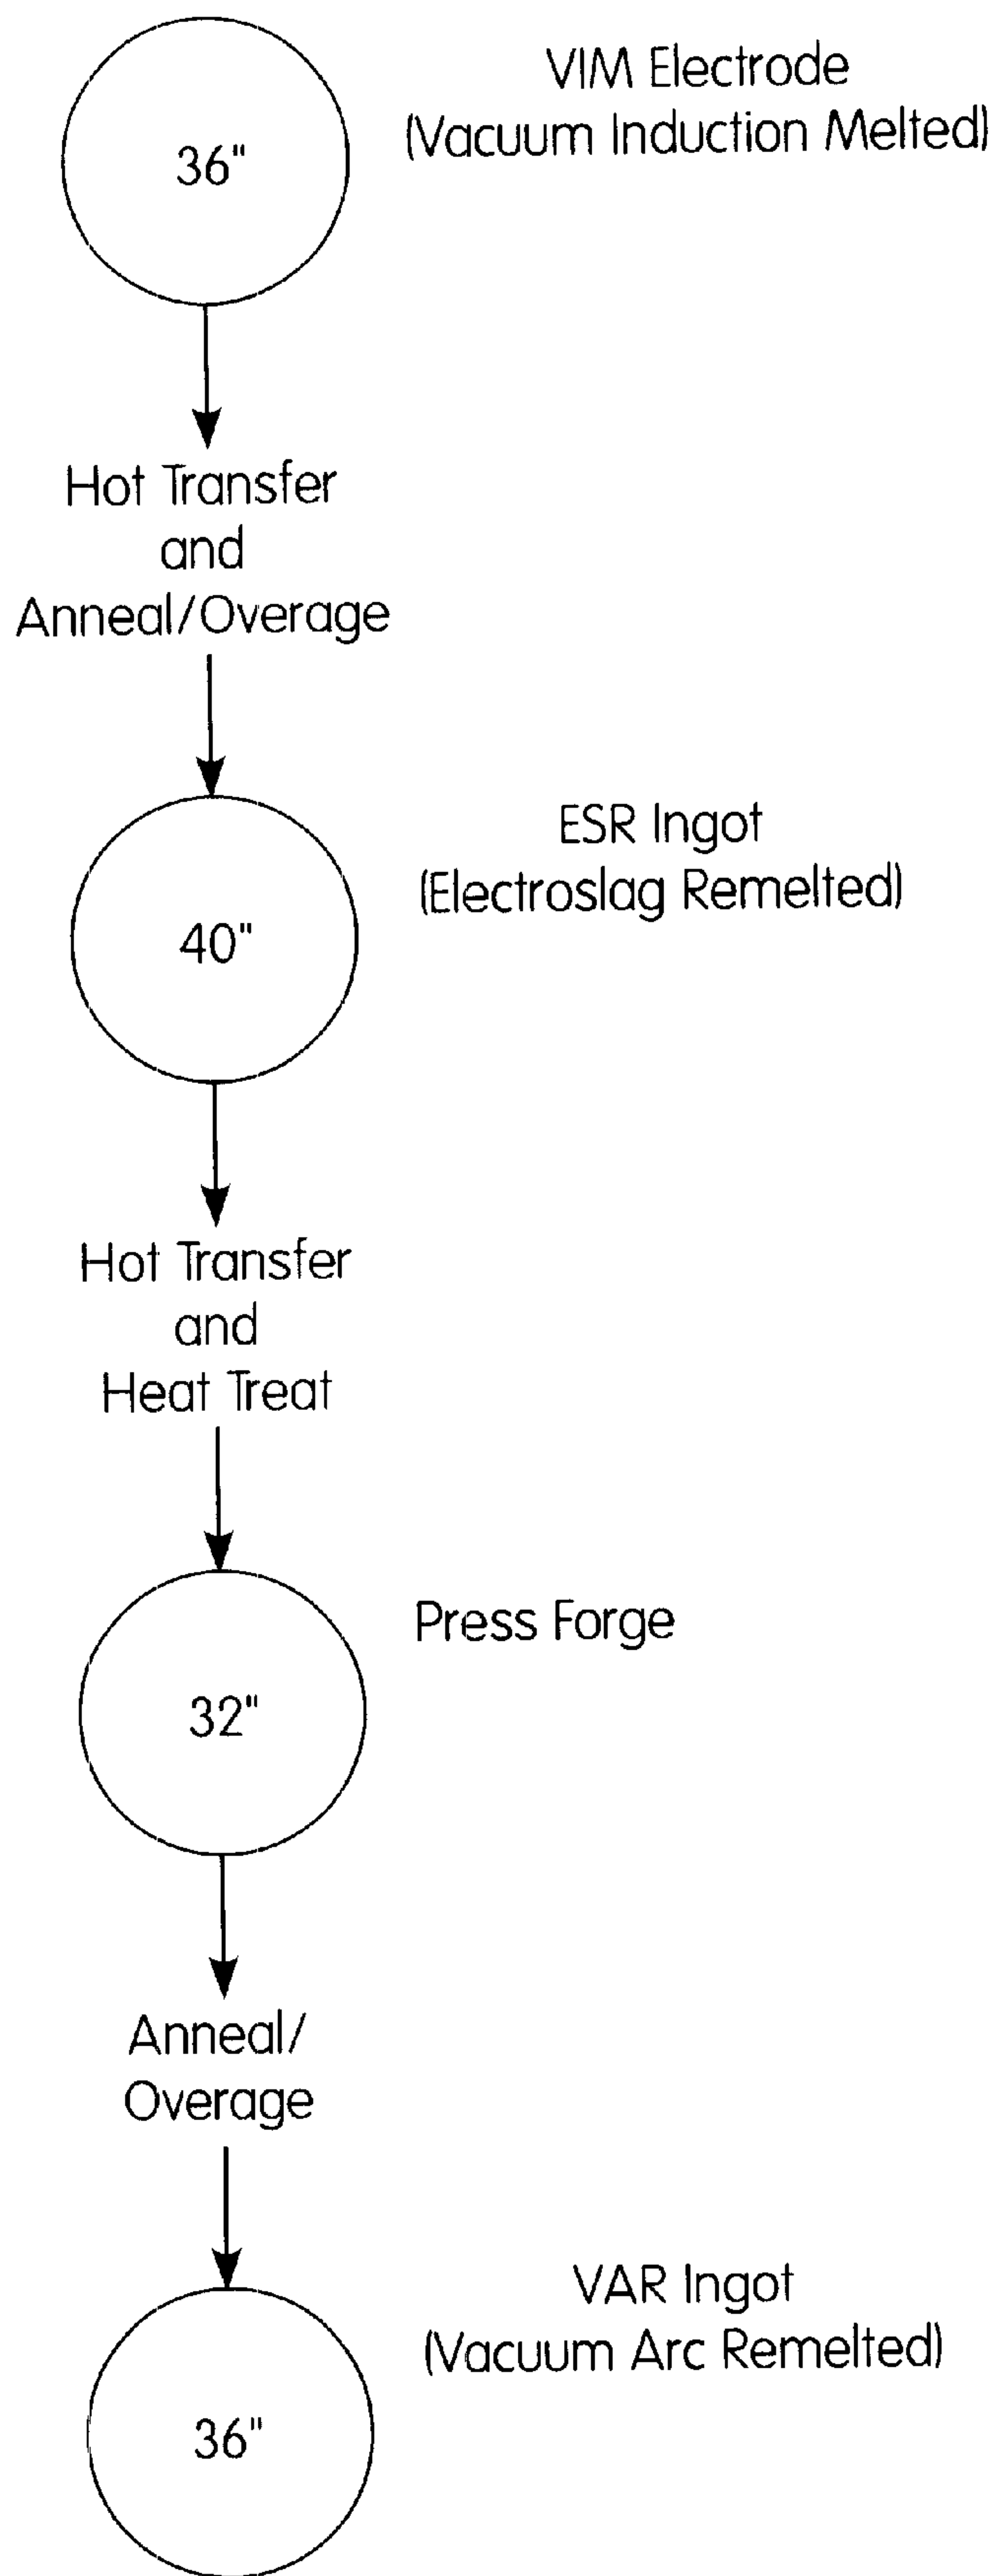 36"
VIM Electrode
(Vacuum Induction Melted)
Hot Transfer
and
Anneal/Overage
40"
ESR Ingot
(Electroslag Remelted)
Hot Transfer
and
Heat Treat
32"
Press Forge
Anneal/
Overage
36"
VAR Ingot
(Vacuum Arc Remelted)